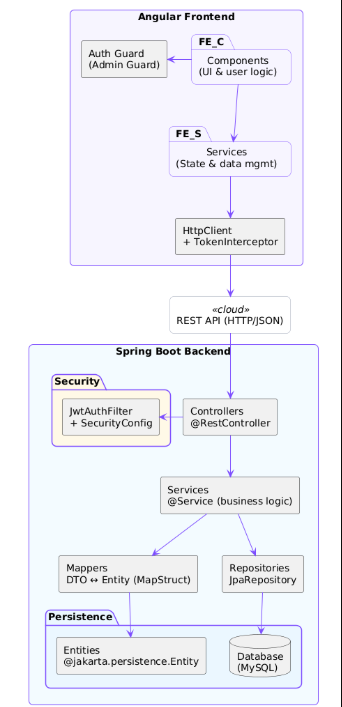 Angular Frontend
Auth Guard
(Admin Guard)
FE_C
Components
(UI & user logic)
FE_S
Services
(State & data mgmt)
HttpClient
+ TokenInterceptor
«cloud»
REST API (HTTP/JSON)
Spring Boot Backend
Security
JwtAuthFilter
+ SecurityConfig
Controllers
@RestController
Services
@Service (business logic)
Mappers
DTO ↔ Entity (MapStruct)
Repositories
JpaRepository
Persistence
Entities
@jakarta.persistence.Entity
Database
(MySQL)